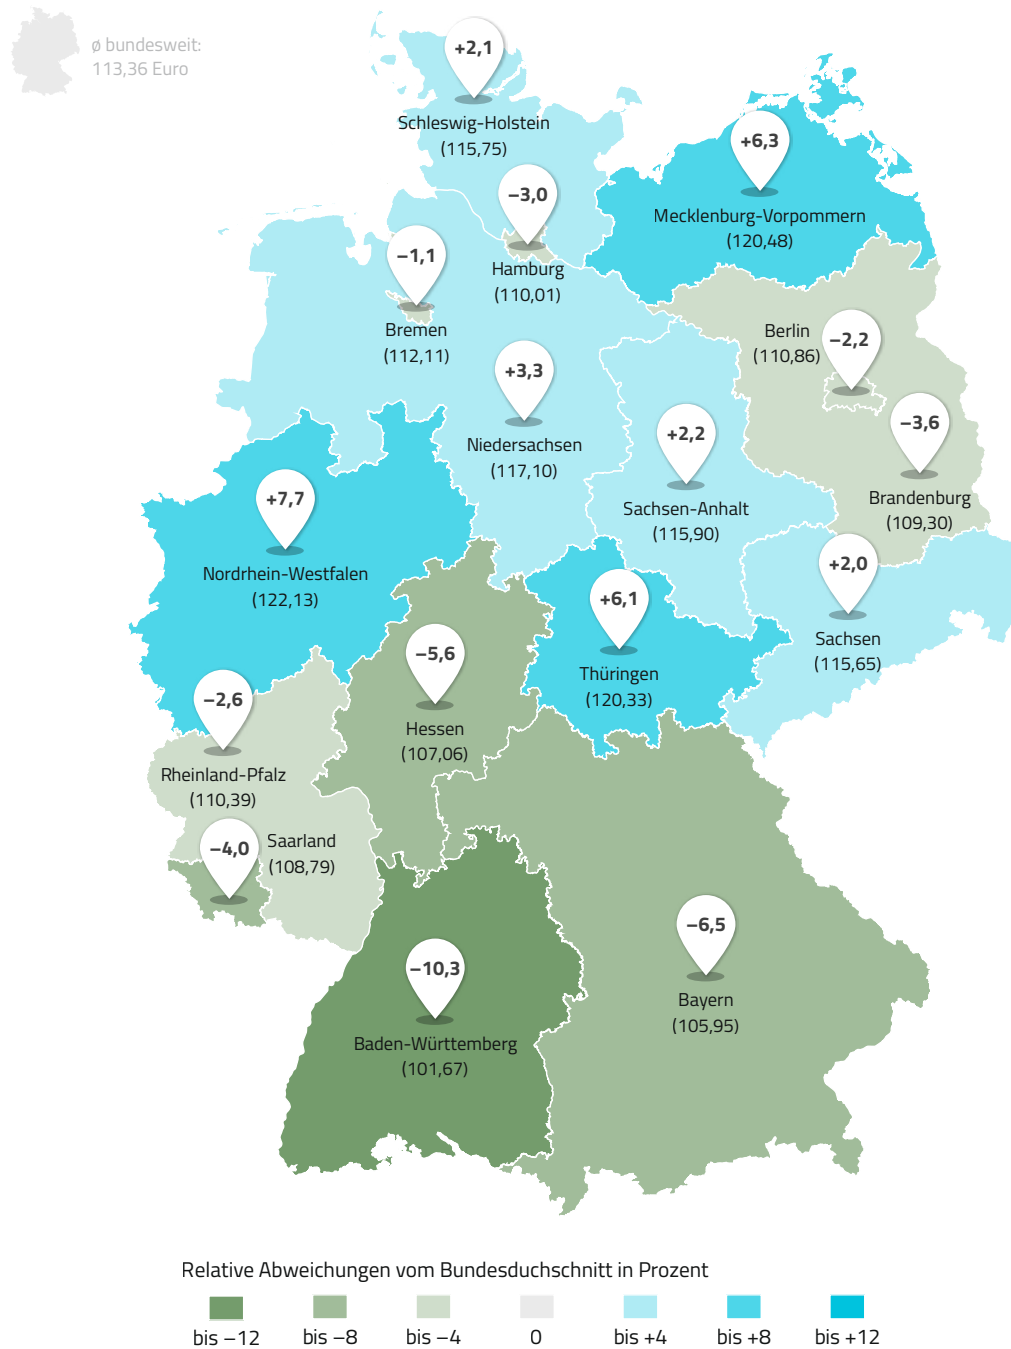 ø bundesweit:
113,36 Euro
+2,1
Schleswig-Holstein
(115,75)
+6,3
Mecklenburg-Vorpommern
(120,48)
−3,0
Hamburg
(110,01)
−1,1
Bremen
(112,11)
Berlin
(110,86)
−2,2
+3,3
Niedersachsen
(117,10)
−3,6
Brandenburg
(109,30)
+2,2
Sachsen-Anhalt
(115,90)
+7,7
Nordrhein-Westfalen
(122,13)
+2,0
Sachsen
(115,65)
+6,1
Thüringen
(120,33)
−5,6
Hessen
(107,06)
−2,6
Rheinland-Pfalz
(110,39)
−4,0
Saarland
(108,79)
−6,5
Bayern
(105,95)
−10,3
Baden-Württemberg
(101,67)
Relative Abweichungen vom Bundesduchschnitt in Prozent
bis −12
bis −8
bis −4
0
bis +4
bis +8
bis +12